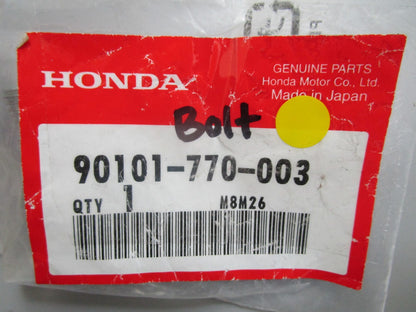 HONDA
GENUINE PARTS
Honda Motor Co., Ltd.
Made in Japan
Bolt
90101-770-003
QTY 1 M8M26